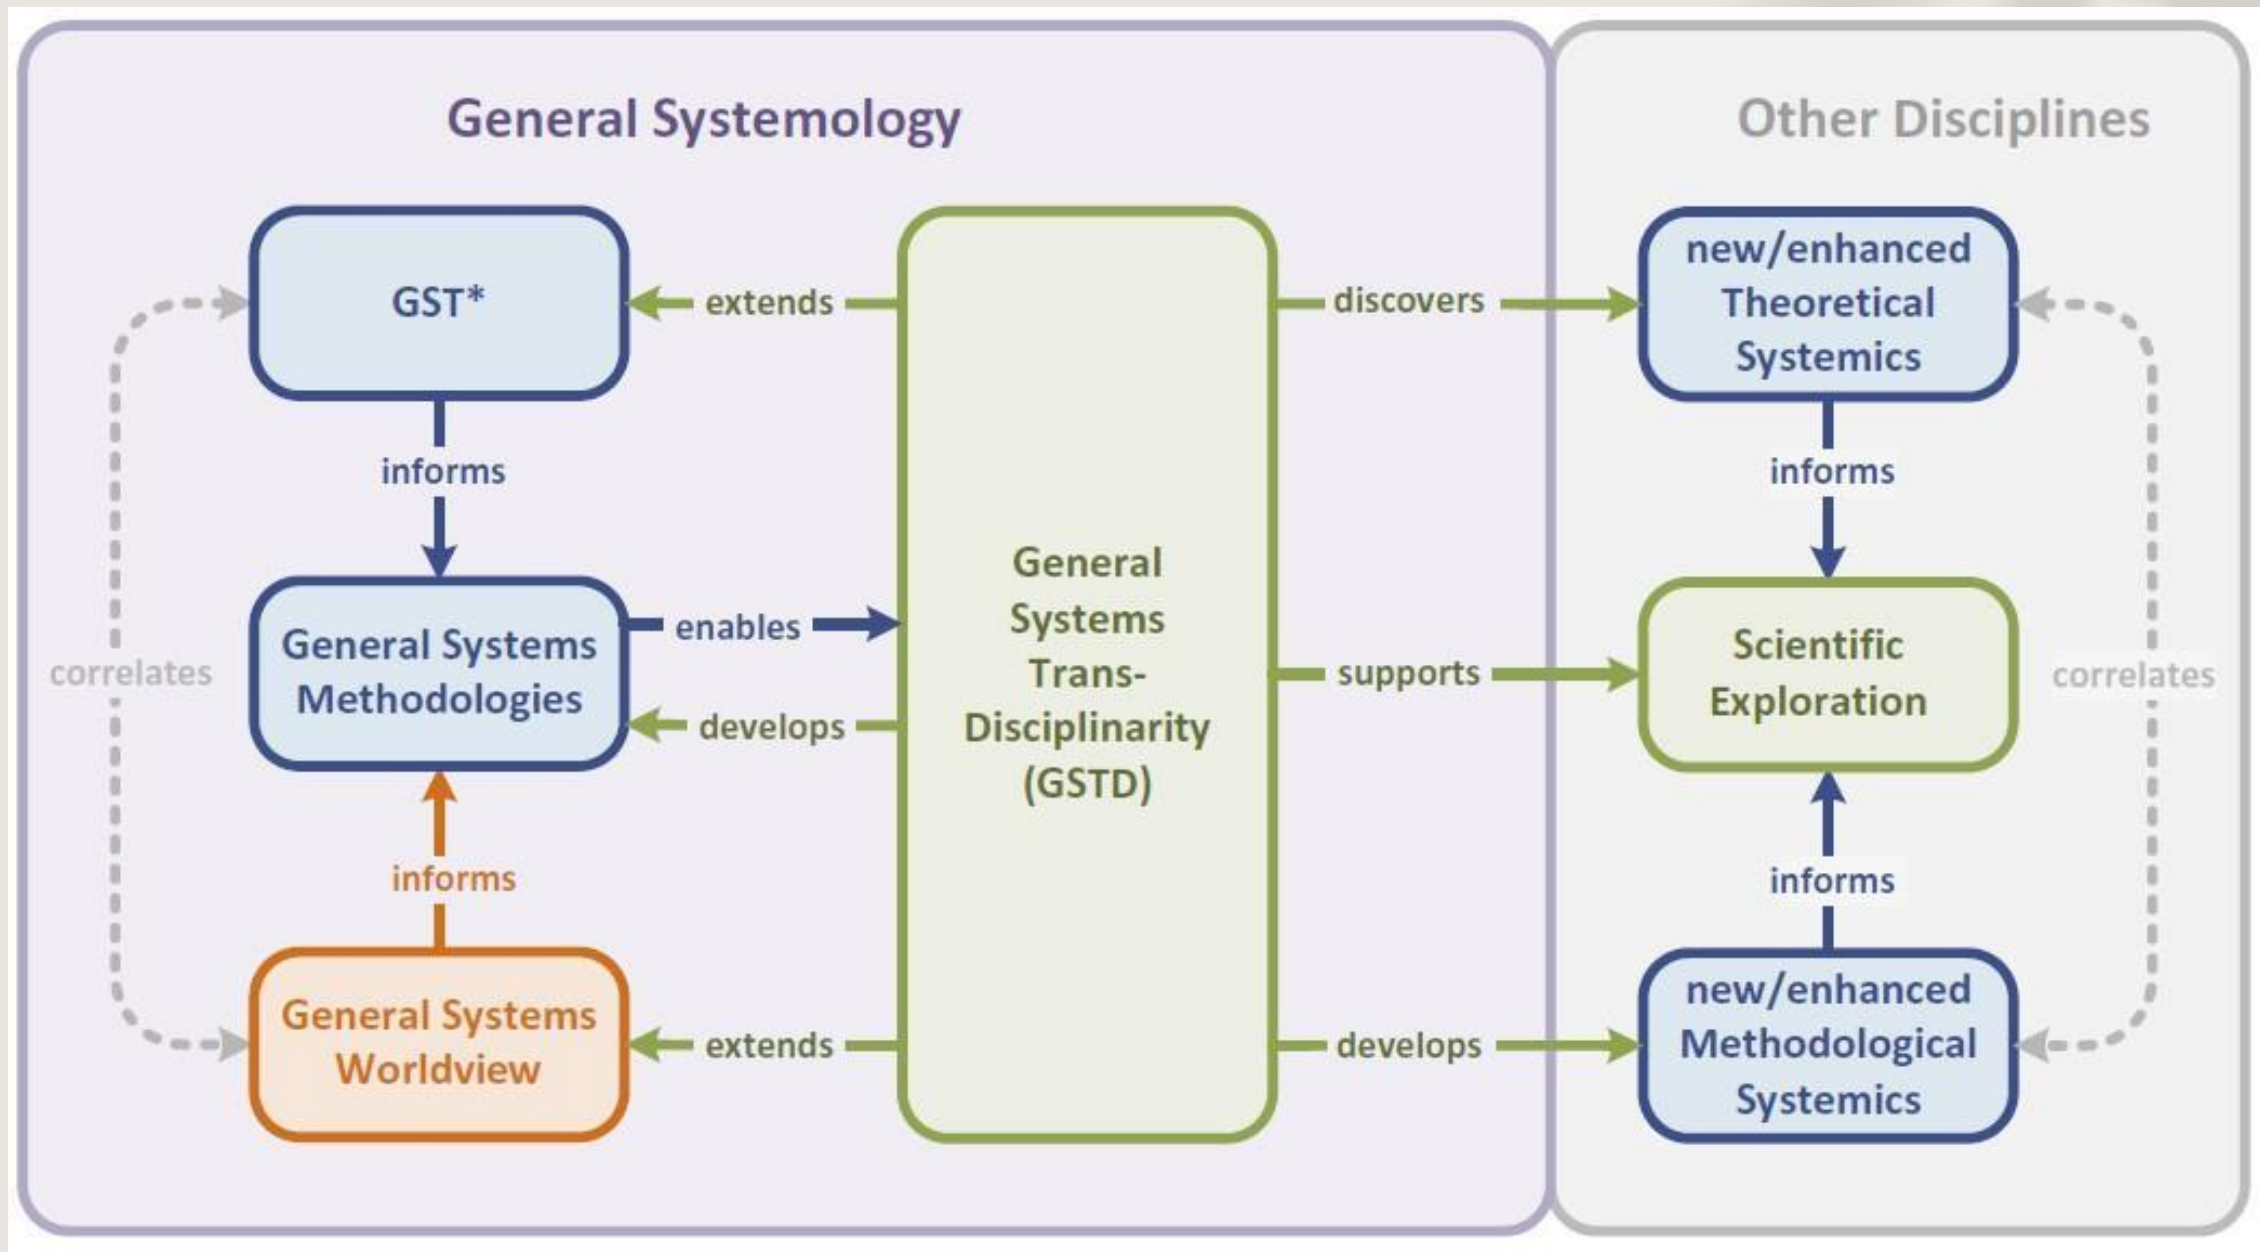 General Systemology
Other Disciplines
GST*
extends
discovers
new/enhanced
Theoretical
Systemics
informs
informs
General Systems
Methodologies
enables
develops
correlates
General
Systems
Trans-
Disciplinarity
(GSTD)
supports
Scientific
Exploration
correlates
informs
informs
General Systems
Worldview
extends
develops
new/enhanced
Methodological
Systemics